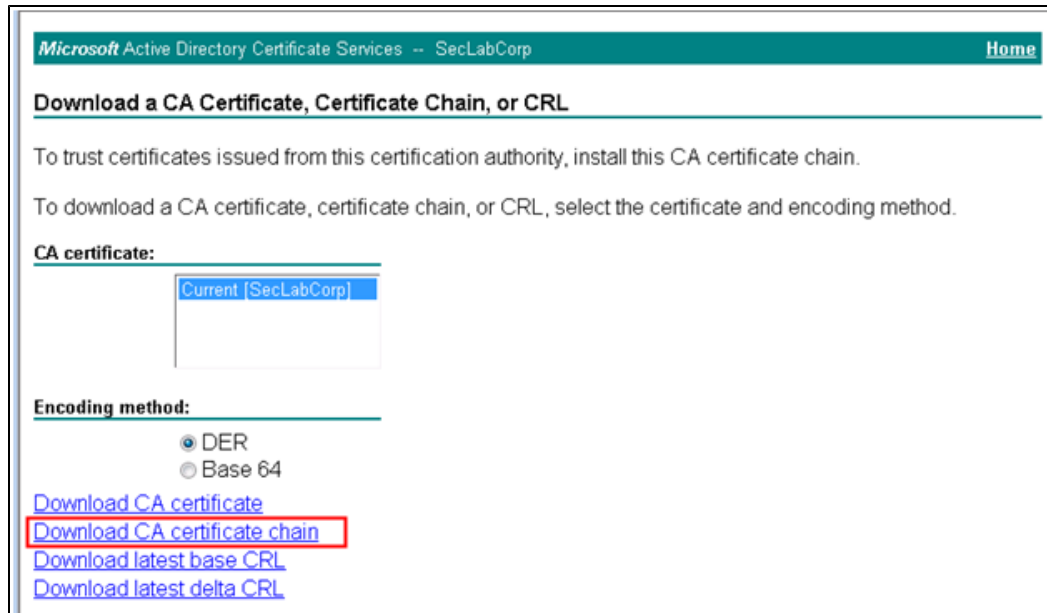 Microsoft Active Directory Certificate Services -- SecLabCorp Home
Download a CA Certificate, Certificate Chain, or CRL
To trust certificates issued from this certification authority, install this CA certificate chain.
To download a CA certificate, certificate chain, or CRL, select the certificate and encoding method.
CA certificate:
Current [SecLabCorp]
Encoding method:
DER
Base 64
Download CA certificate
Download CA certificate chain
Download latest base CRL
Download latest delta CRL